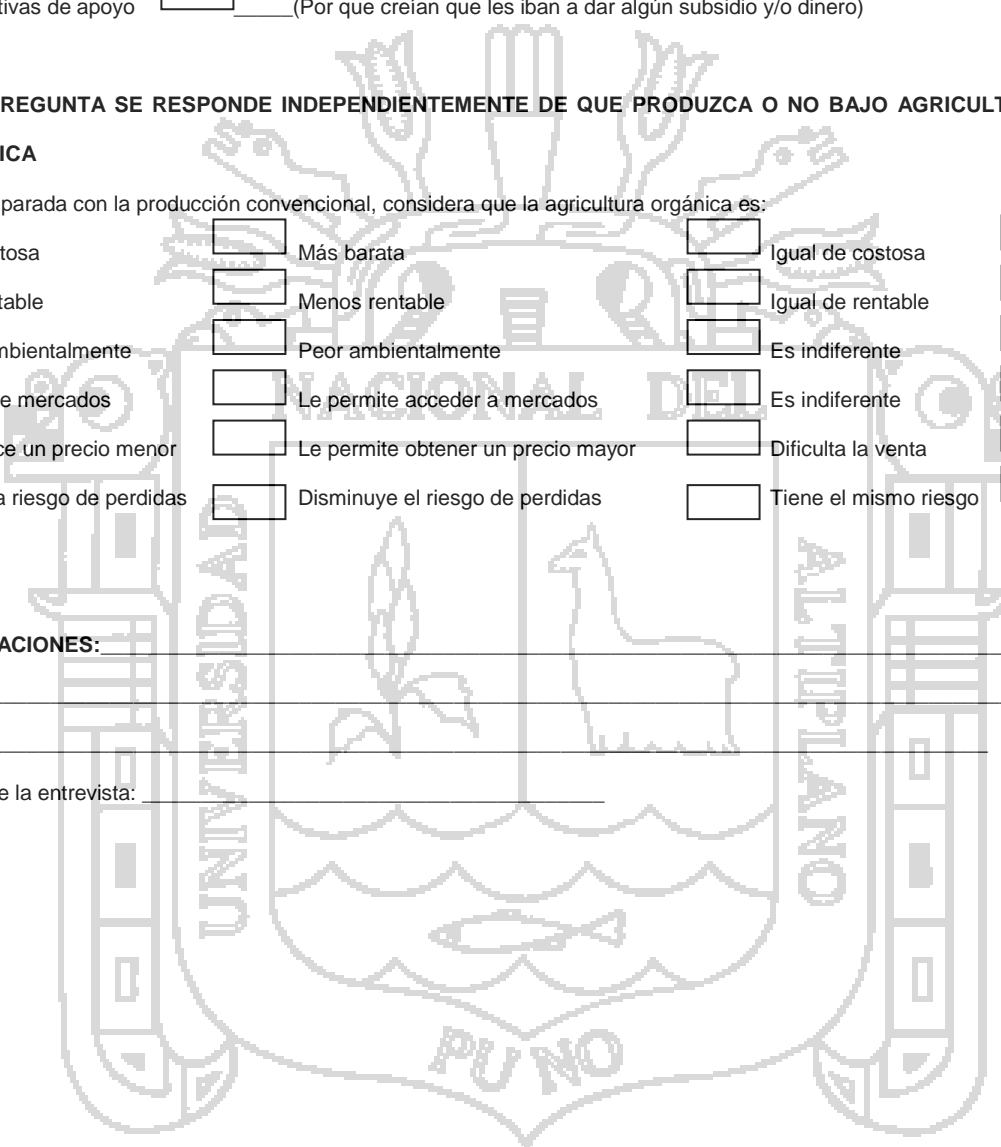 tivas de apoyo _____(Por que creían que les iban a dar algún subsidio y/o dinero)
REGUNTA SE RESPONDE INDEPENDIENTEMENTE DE QUE PRODUZCA O NO BAJO AGRICULT
ICA
parada con la producción convencional, considera que la agricultura orgánica es:
tosa Más barata Igual de costosa
table Menos rentable Igual de rentable
mbientalmente Peor ambientalmente Es indiferente
e mercados Le permite acceder a mercados Es indiferente
ce un precio menor Le permite obtener un precio mayor Dificulta la venta
a riesgo de perdidas Disminuye el riesgo de perdidas Tiene el mismo riesgo
ACIONES:
e la entrevista:
UNIVERSIDAD
NACIONAL DEL
ALTIPLANO
PUNO